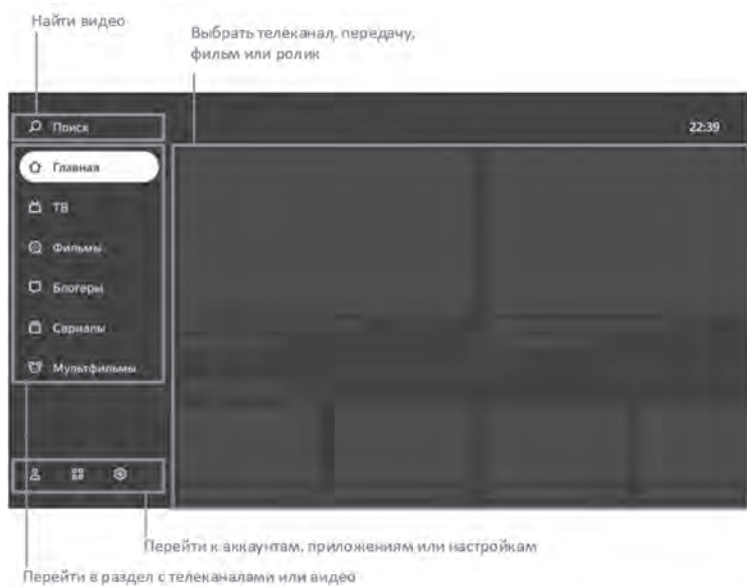 Найти видео
Выбрать телеканал, передачу,
фильм или ролик
Поиск
22:39
Главная
ТВ
Фильмы
Блогеры
Сериалы
Мультфильмы
Перейти к аккаунтам, приложениям или настройкам
Перейти в раздел с телеканалами или видео